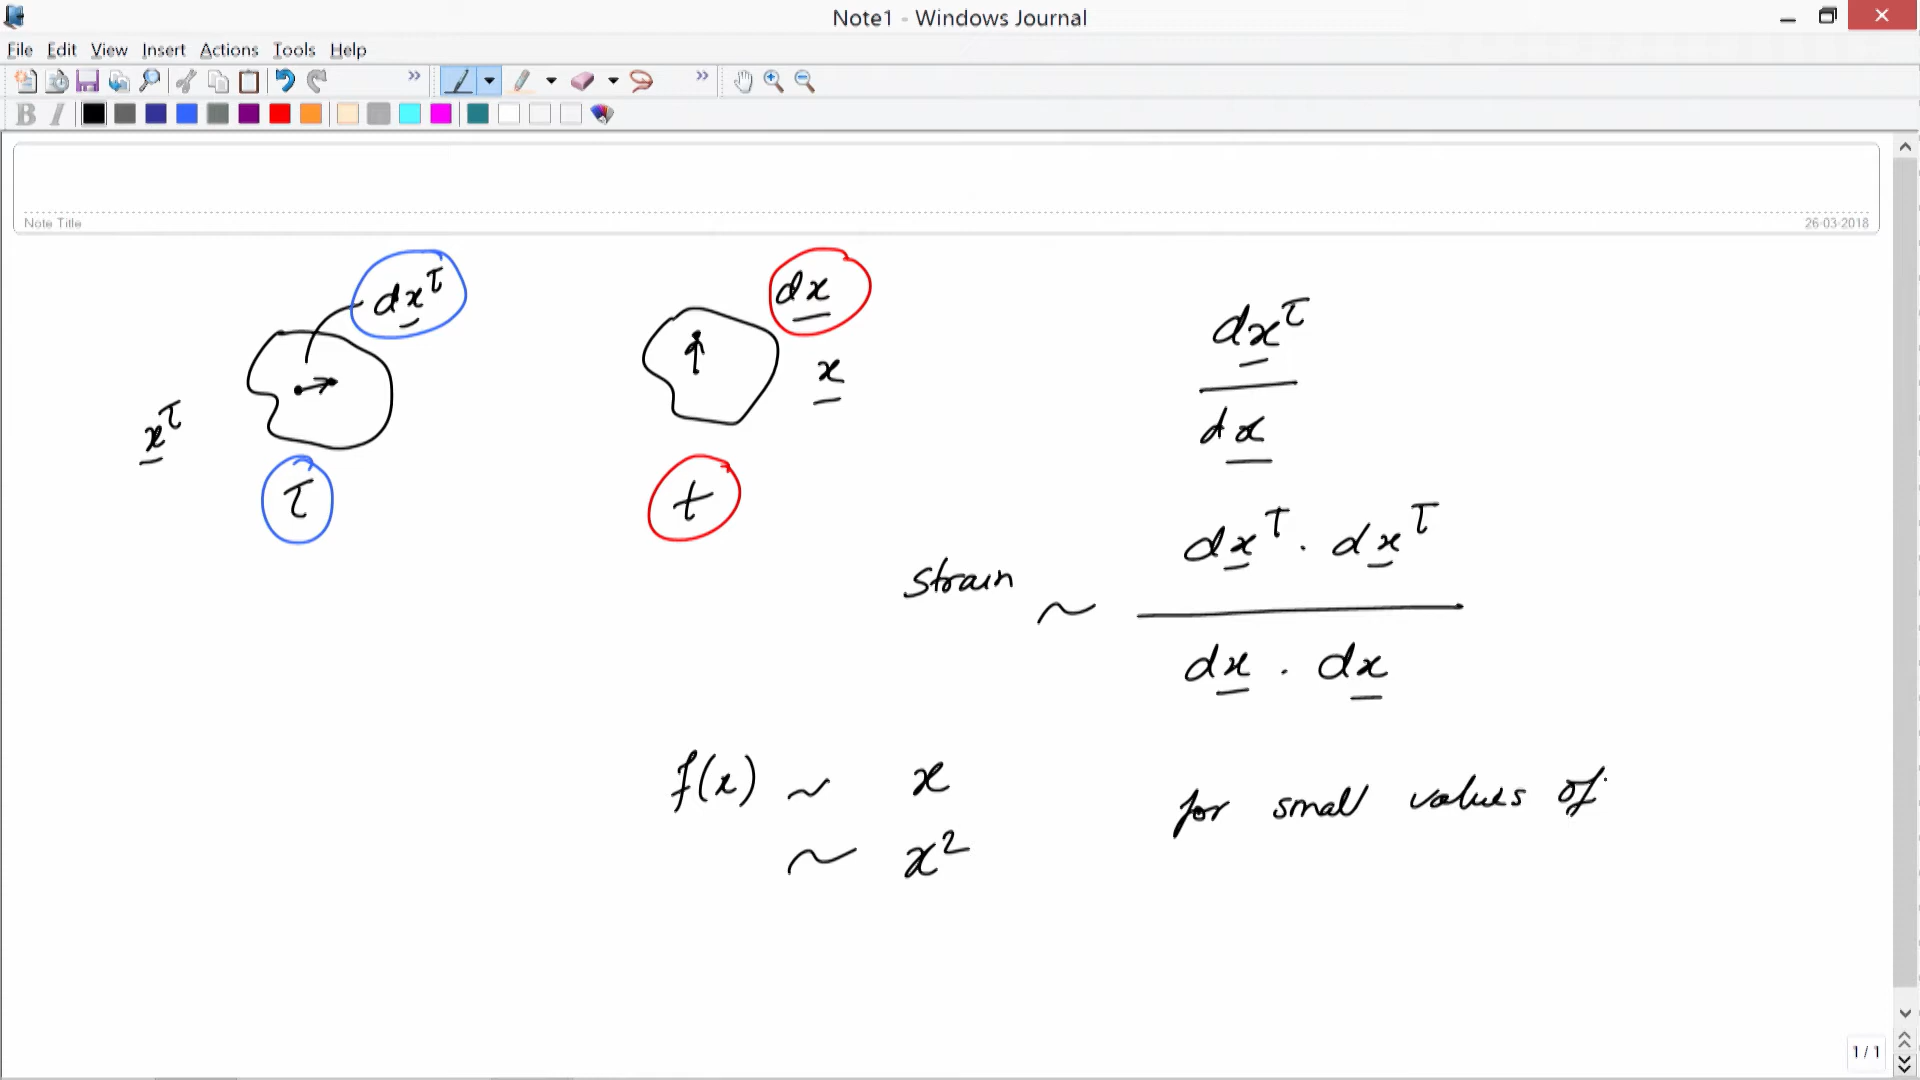 Note1 - Windows Journal
File Edit View Insert Actions Tools Help
B I
Note Title
26-03-2018
dx^τ
dx
x^τ
x
τ
t
dx^τ
dx
Strain ~
dx^τ . dx^τ
dx . dx
f(x) ~ x
for small values of
~ x²
1 / 1